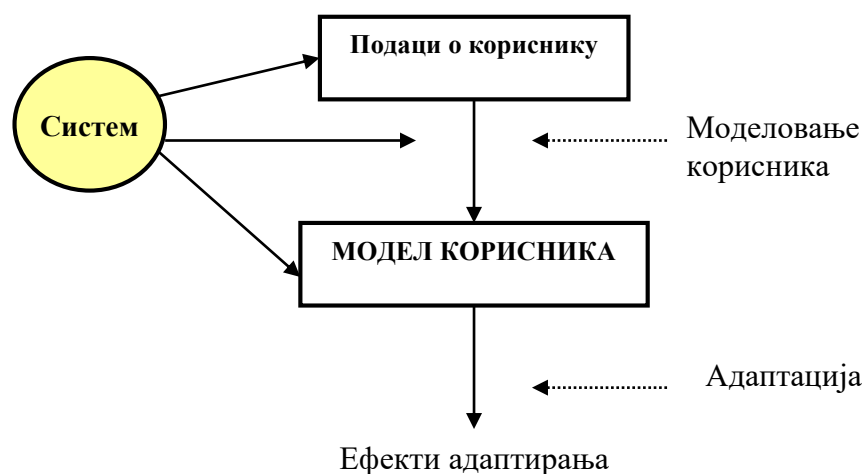 Подаци о кориснику
Систем
Моделовање
корисника
МОДЕЛ КОРИСНИКА
Адаптација
Ефекти адаптирања